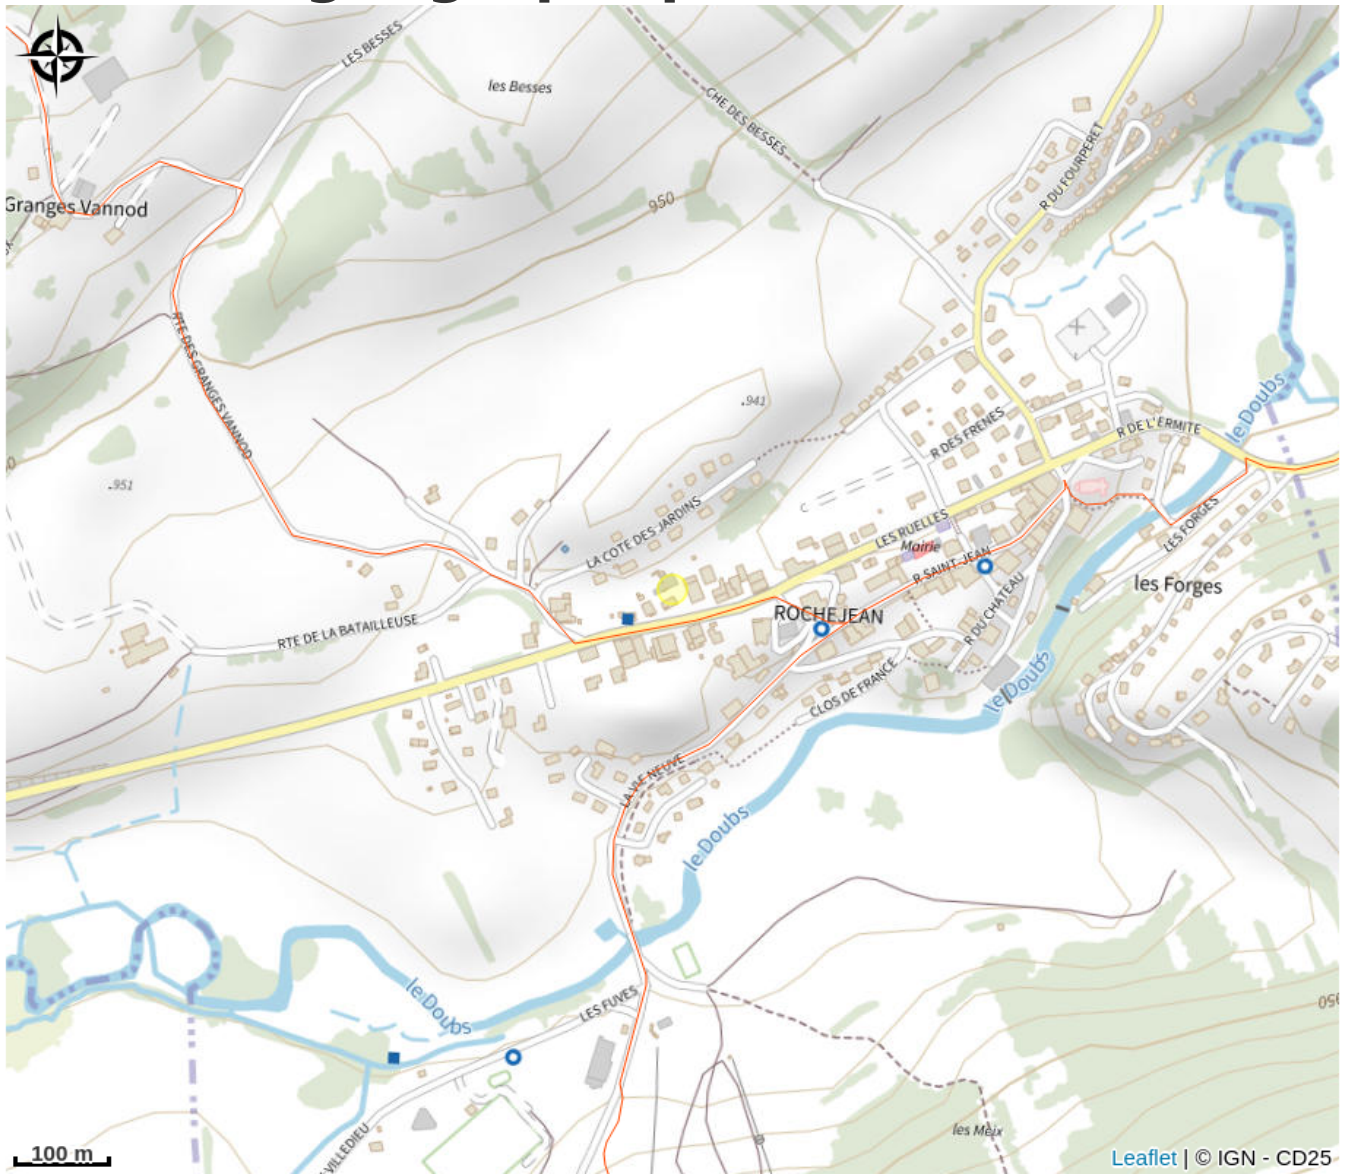 LES BESSES
les Besses
CHE DES BESSES
R DU FOURPERET
950
Granges Vannod
RTE DES GRANGES VANNOD
le Doubs
941
R DES FRENES
R DE L'ERMITE
951
LES RUELLES
LA COTE DES JARDINS
Mairie
R SAINT-JEAN
LES FORGES
les Forges
ROCHEJEAN
R DU CHATEAU
RTE DE LA BATAILLEUSE
CLOS DE FRANCE
le Doubs
LA VIE NEUVE
le Doubs
le Doubs
LES FUVES
950
les Meix
100 m
Leaflet | © IGN - CD25